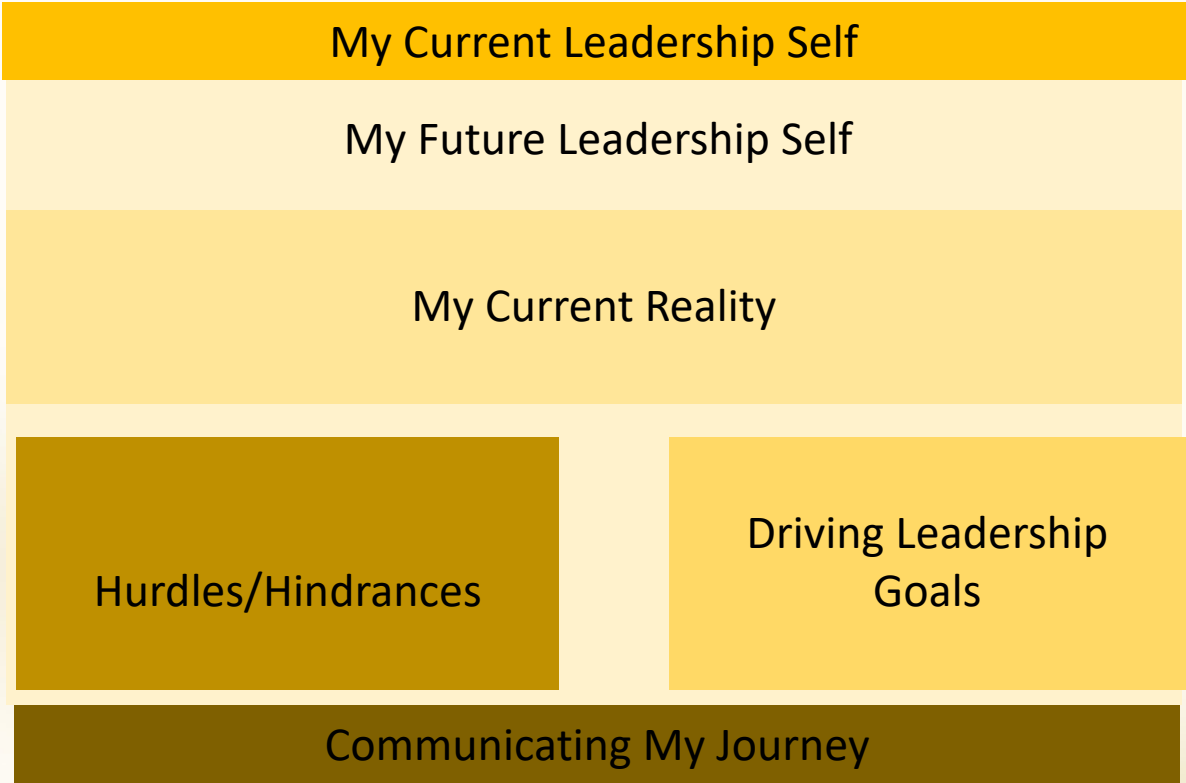 My Current Leadership Self
My Future Leadership Self
My Current Reality
Hurdles/Hindrances
Driving Leadership
Goals
Communicating My Journey